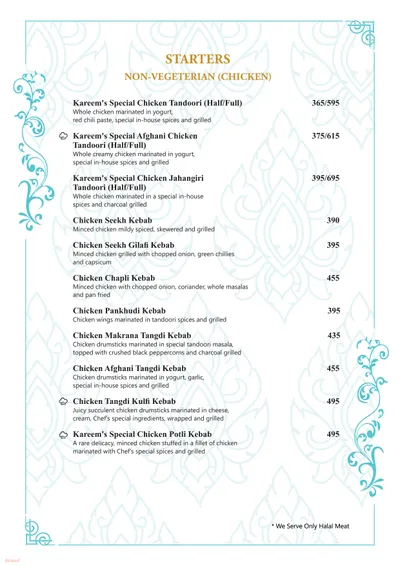 STARTERS
NON-VEGETERIAN (CHICKEN)
Kareem's Special Chicken Tandoori (Half/Full) 365/595
Whole chicken marinated in yogurt,
red chili paste, special in-house spices and grilled
Kareem's Special Afghani Chicken 375/615
Tandoori (Half/Full)
Whole creamy chicken marinated in yogurt,
special in-house spices and grilled
Kareem's Special Chicken Jahangiri 395/695
Tandoori (Half/Full)
Whole chicken marinated in a special in-house
spices and charcoal grilled
Chicken Seekh Kebab 390
Minced chicken mildy spiced, skewered and grilled
Chicken Seekh Gilafi Kebab 395
Minced chicken grilled with chopped onion, green chillies
and capsicum
Chicken Chapli Kebab 455
Minced chicken with chopped onion, coriander, whole masalas
and pan fried
Chicken Pankhudi Kebab 395
Chicken wings marinated in tandoori spices and grilled
Chicken Makrana Tangdi Kebab 435
Chicken drumsticks marinated in special tandoori masala,
topped with crushed black peppercorns and charcoal grilled
Chicken Afghani Tangdi Kebab 455
Chicken drumsticks marinated in yogurt, garlic,
special in-house spices and grilled
Chicken Tangdi Kulfi Kebab 495
Juicy succulent chicken drumsticks marinated in cheese,
cream, Chef's special ingredients, wrapped and grilled
Kareem's Special Chicken Potli Kebab 495
A rare delicacy, minced chicken stuffed in a fillet of chicken
marinated with Chef's special spices and grilled
* We Serve Only Halal Meat